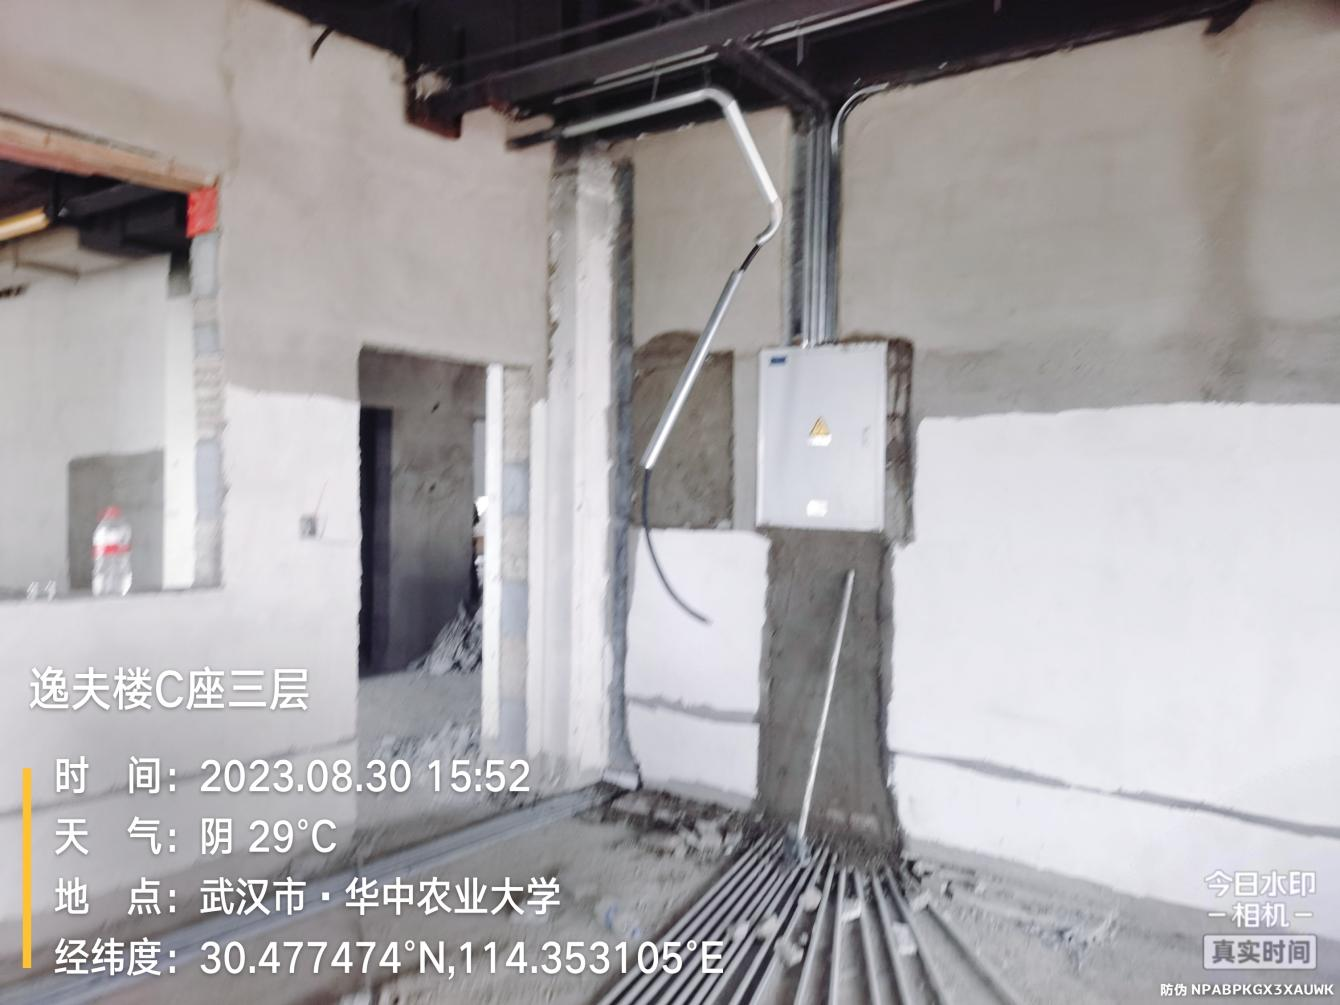 逸夫楼C座三层
时 间：2023.08.30 15:52
天 气：阴 29°C
地 点：武汉市·华中农业大学
经纬度：30.477474°N,114.353105°E
今日水印
-相机-
真实时间
防伪 NPABPKGX3XAUWK